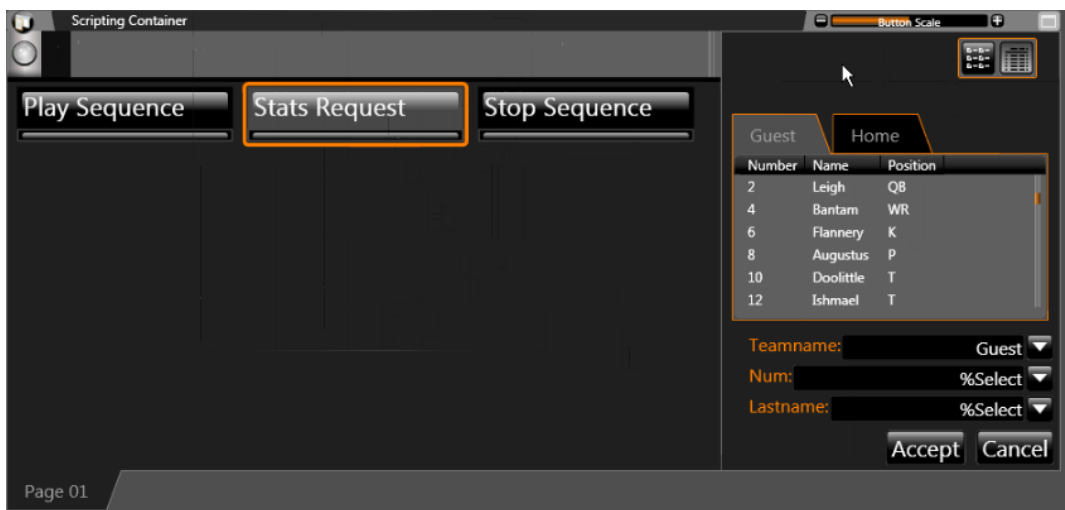 Scripting Container
Button Scale
Play Sequence
Stats Request
Stop Sequence
Guest
Home
Number Name Position
2 Leigh QB
4 Bantam WR
6 Flannery K
8 Augustus P
10 Doolittle T
12 Ishmael T
Teamname: Guest
Num: %Select
Lastname: %Select
Accept Cancel
Page 01